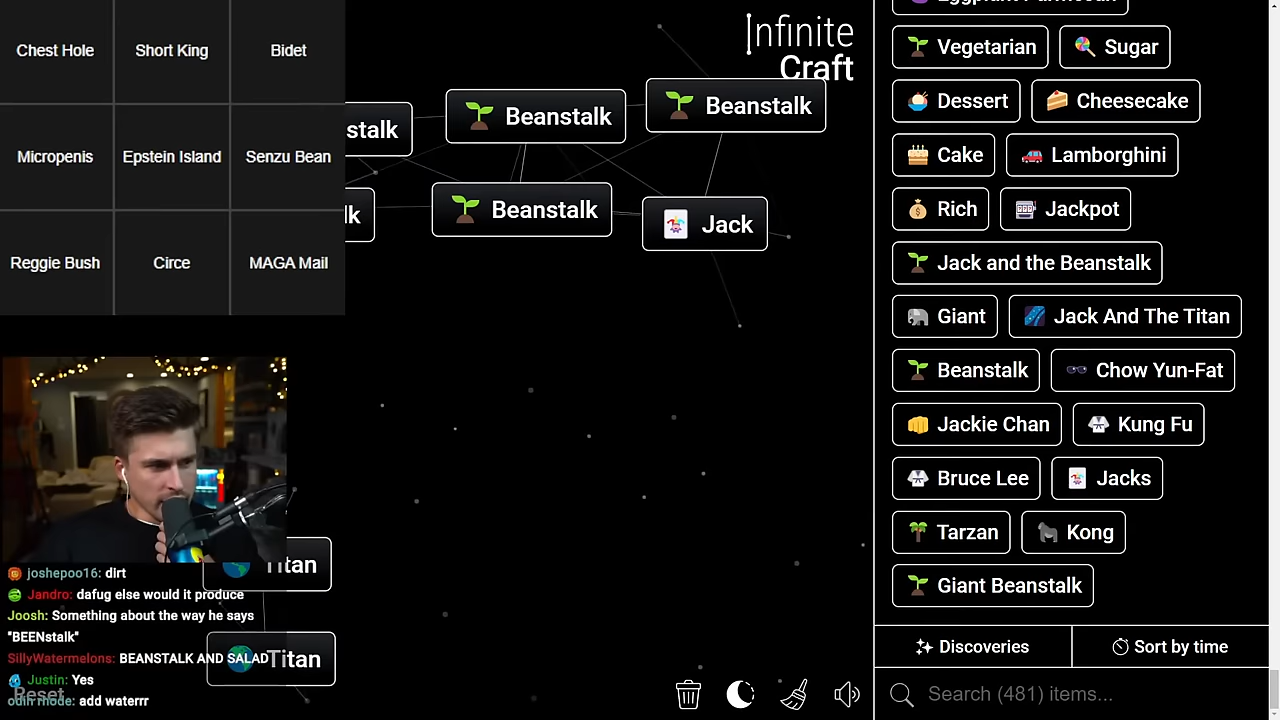 Chest Hole
Short King
Bidet
Micropenis
Epstein Island
Senzu Bean
Reggie Bush
Circe
MAGA Mail
Infinite
Craft
stalk
Beanstalk
Beanstalk
lk
Beanstalk
Jack
Titan
Titan
Reset
joshepoo16: dirt
Jandro: dafug else would it produce
Joosh: Something about the way he says
"BEENstalk"
SillyWatermelons: BEANSTALK AND SALAD
Justin: Yes
odin mode: add waterrr
Vegetarian
Sugar
Dessert
Cheesecake
Cake
Lamborghini
Rich
Jackpot
Jack and the Beanstalk
Giant
Jack And The Titan
Beanstalk
Chow Yun-Fat
Jackie Chan
Kung Fu
Bruce Lee
Jacks
Tarzan
Kong
Giant Beanstalk
Discoveries
Sort by time
Search (481) items...